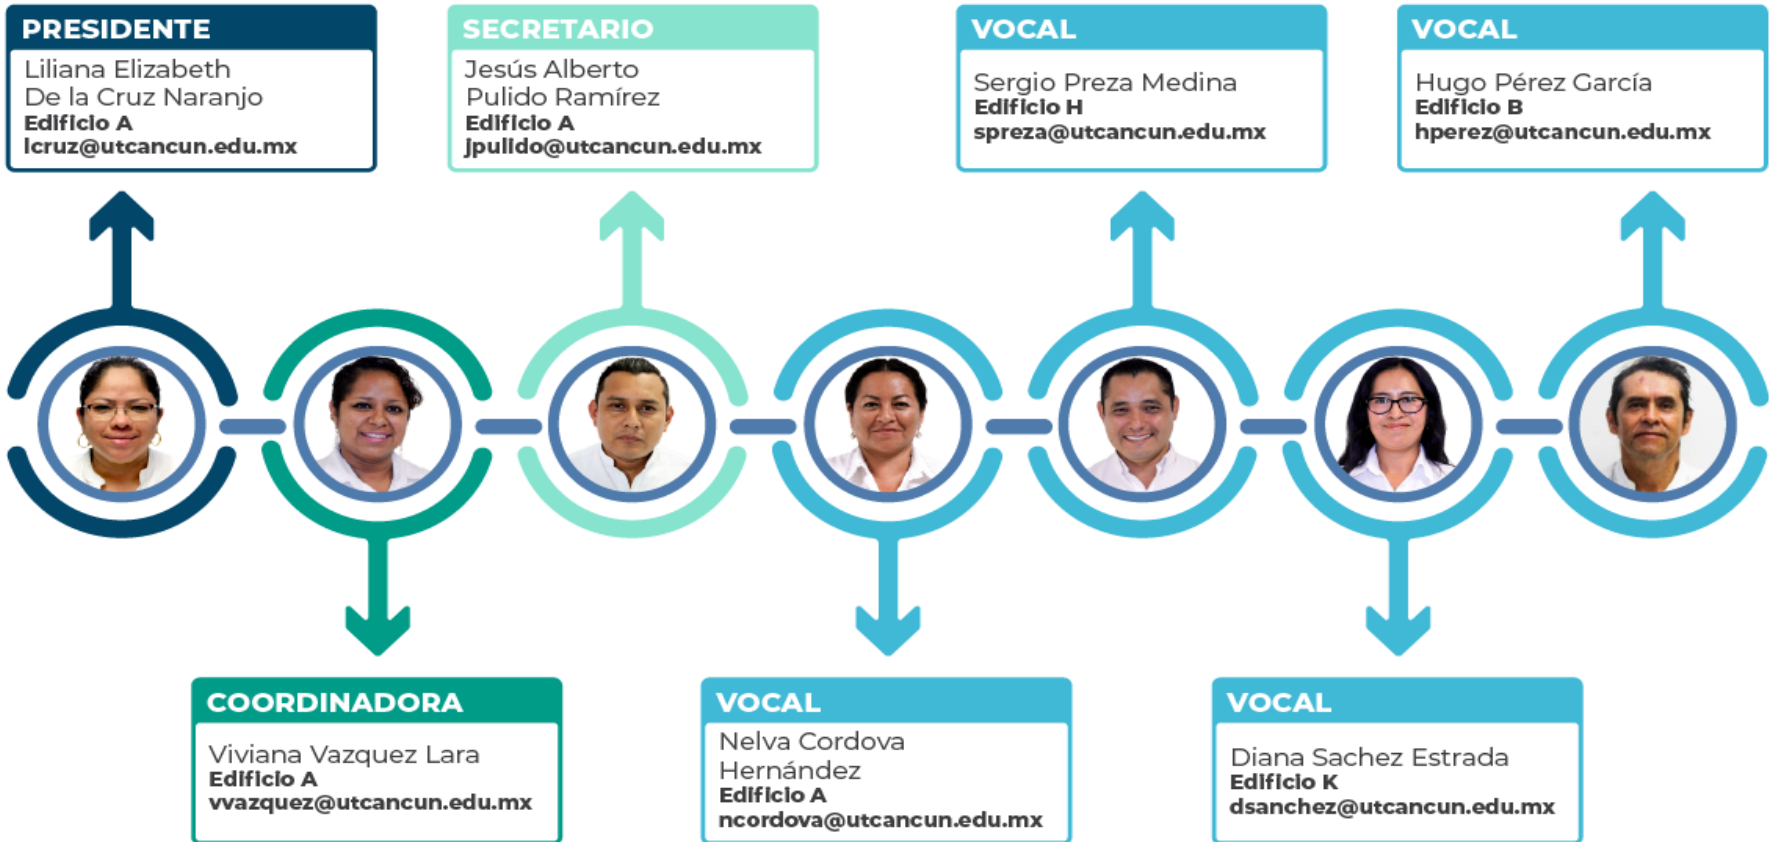 PRESIDENTE
Liliana Elizabeth
De la Cruz Naranjo
Edificio A
lcruz@utcancun.edu.mx
SECRETARIO
Jesús Alberto
Pulido Ramírez
Edificio A
jpulido@utcancun.edu.mx
VOCAL
Sergio Preza Medina
Edificio H
spreza@utcancun.edu.mx
VOCAL
Hugo Pérez García
Edificio B
hperez@utcancun.edu.mx
COORDINADORA
Viviana Vazquez Lara
Edificio A
vvazquez@utcancun.edu.mx
VOCAL
Nelva Cordova
Hernández
Edificio A
ncordova@utcancun.edu.mx
VOCAL
Diana Sachez Estrada
Edificio K
dsanchez@utcancun.edu.mx